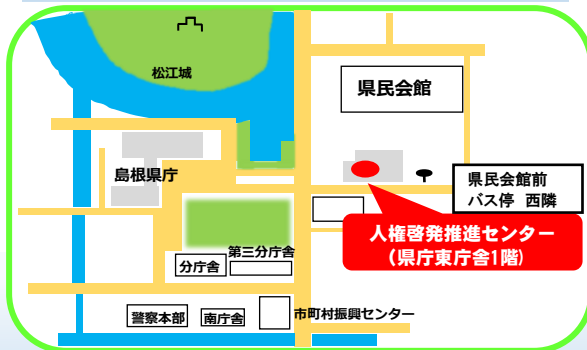 松江城
県民会館
島根県庁
県民会館前
バス停 西隣
人権啓発推進センター
(県庁東庁舎1階)
第三分庁舎
分庁舎
市町村振興センター
警察本部
南庁舎